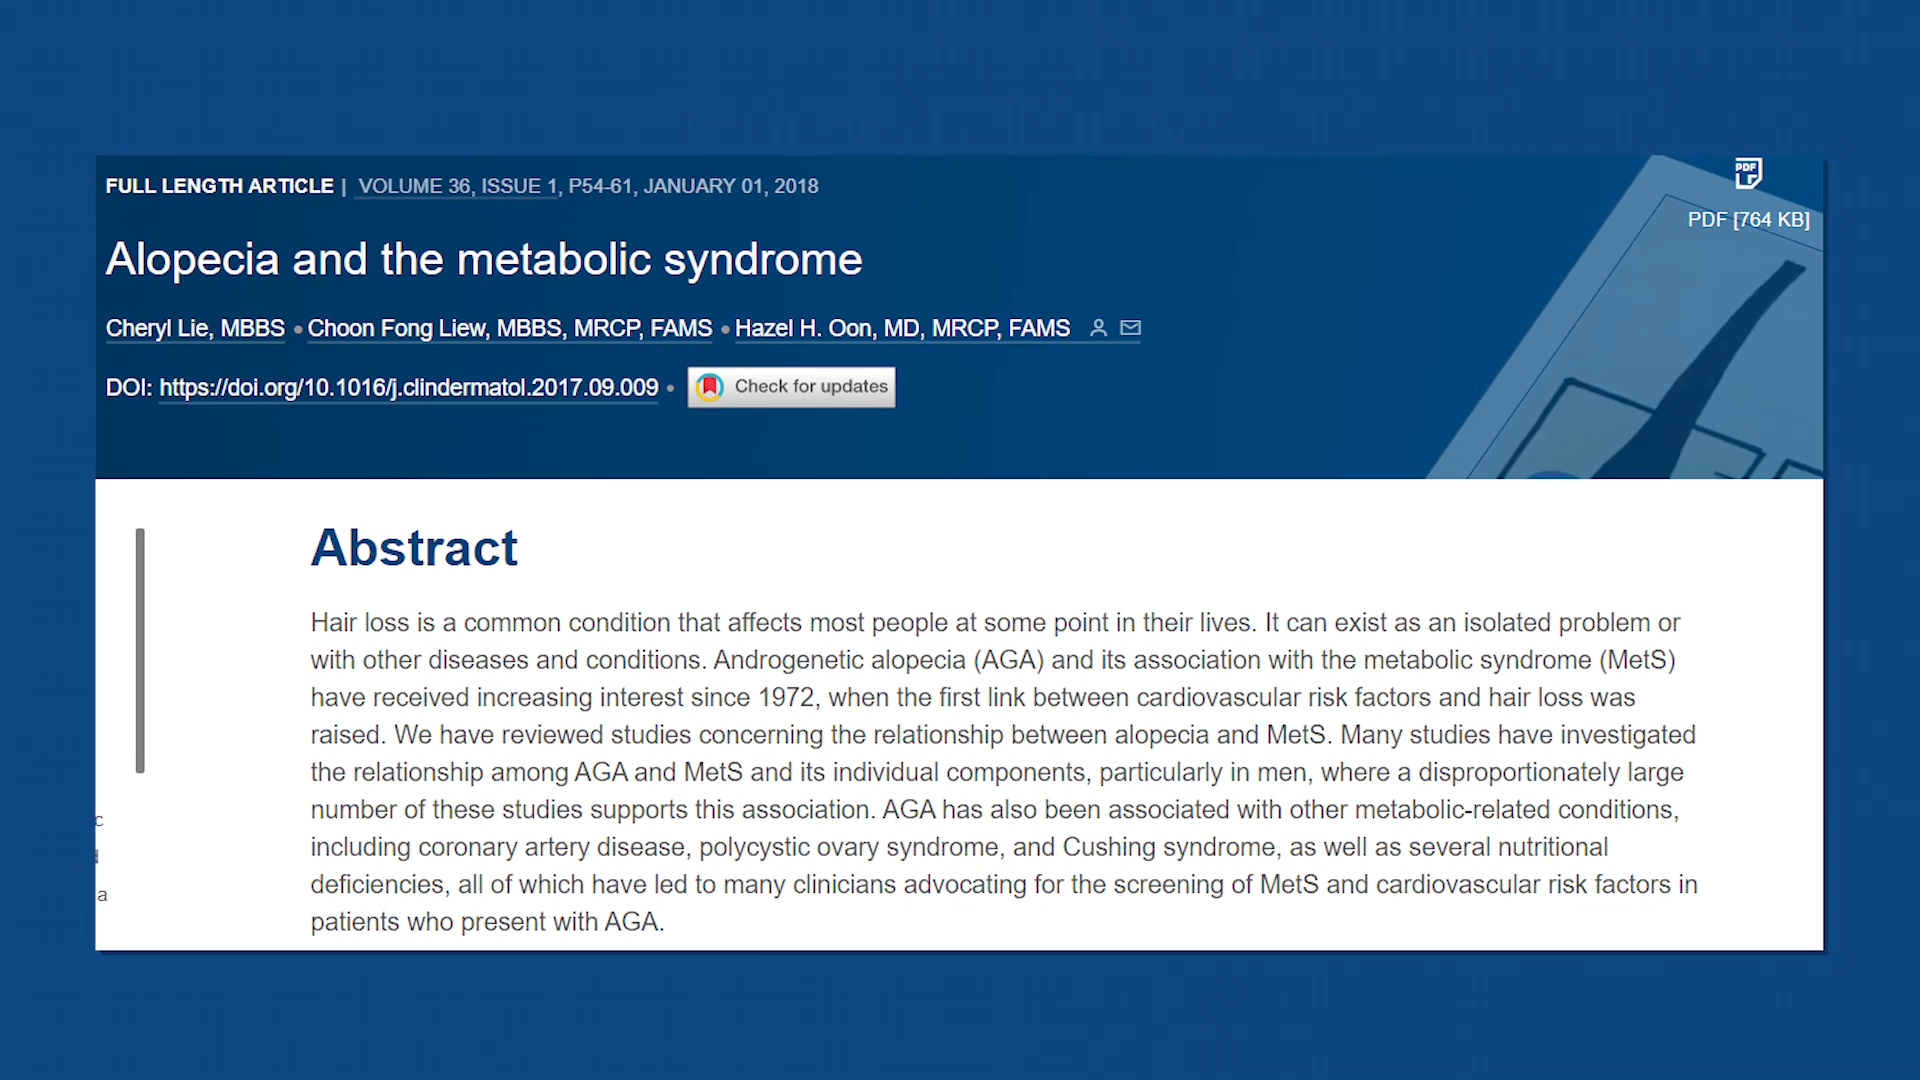 FULL LENGTH ARTICLE | VOLUME 36, ISSUE 1, P54-61, JANUARY 01, 2018
PDF
PDF [764 KB]
Alopecia and the metabolic syndrome
Cheryl Lie, MBBS • Choon Fong Liew, MBBS, MRCP, FAMS • Hazel H. Oon, MD, MRCP, FAMS
DOI: https://doi.org/10.1016/j.clindermatol.2017.09.009 •
Check for updates
Abstract
Hair loss is a common condition that affects most people at some point in their lives. It can exist as an isolated problem or
with other diseases and conditions. Androgenetic alopecia (AGA) and its association with the metabolic syndrome (MetS)
have received increasing interest since 1972, when the first link between cardiovascular risk factors and hair loss was
raised. We have reviewed studies concerning the relationship between alopecia and MetS. Many studies have investigated
the relationship among AGA and MetS and its individual components, particularly in men, where a disproportionately large
number of these studies supports this association. AGA has also been associated with other metabolic-related conditions,
including coronary artery disease, polycystic ovary syndrome, and Cushing syndrome, as well as several nutritional
deficiencies, all of which have led to many clinicians advocating for the screening of MetS and cardiovascular risk factors in
patients who present with AGA.
c
a